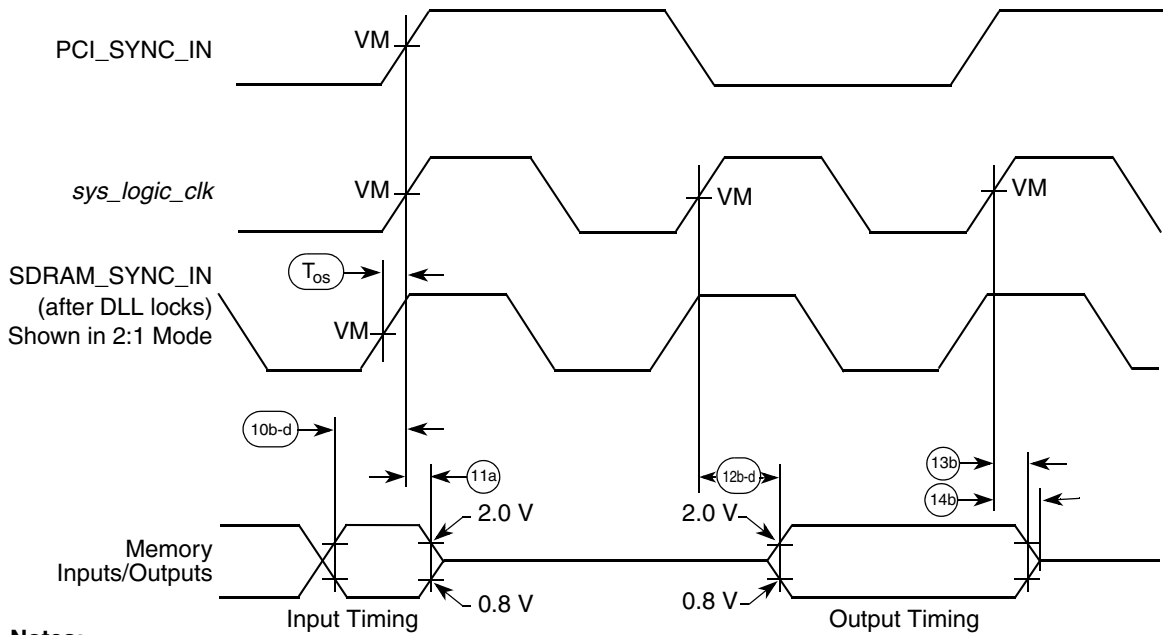 PCI_SYNC_IN
VM
sys_logic_clk
VM
VM
VM
SDRAM_SYNC_IN
(after DLL locks)
Shown in 2:1 Mode
Tos
VM
10b-d
11a
12b-d
13b
14b
2.0 V
2.0 V
Memory
Inputs/Outputs
0.8 V
0.8 V
Input Timing
Output Timing
Notes: